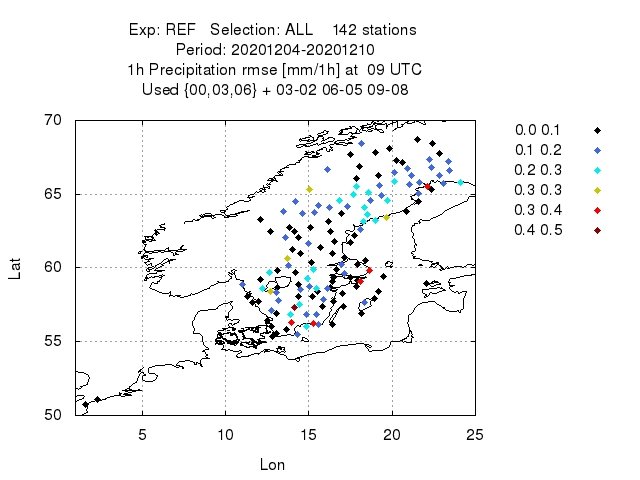 Exp: REF   Selection: ALL    142 stations
Period: 20201204-20201210
1h Precipitation rmse [mm/1h] at  09 UTC
Used {00,03,06} + 03-02 06-05 09-08
70
65
60
55
50
Lat
5 10 15 20 25
Lon
0.0 0.1
0.1 0.2
0.2 0.3
0.3 0.3
0.3 0.4
0.4 0.5